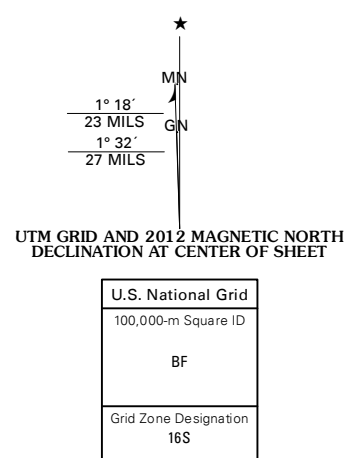 ★
MN
1° 18´
23 MILS
GN
1° 32´
27 MILS
UTM GRID AND 2012 MAGNETIC NORTH
DECLINATION AT CENTER OF SHEET
U.S. National Grid
100,000-m Square ID
BF
Grid Zone Designation
16S